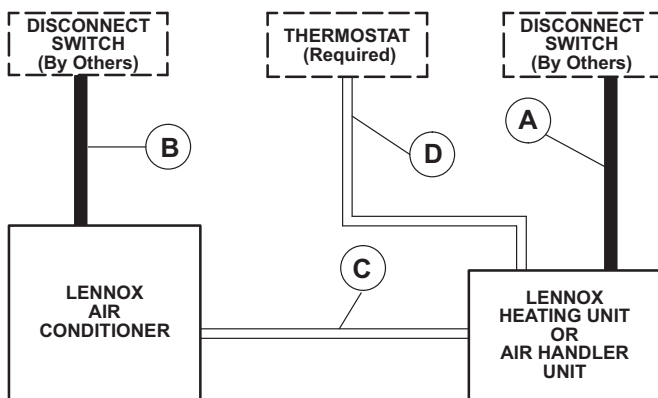 DISCONNECT
SWITCH
(By Others)
THERMOSTAT
(Required)
DISCONNECT
SWITCH
(By Others)
B
D
A
C
LENNOX
AIR
CONDITIONER
LENNOX
HEATING UNIT
OR
AIR HANDLER
UNIT